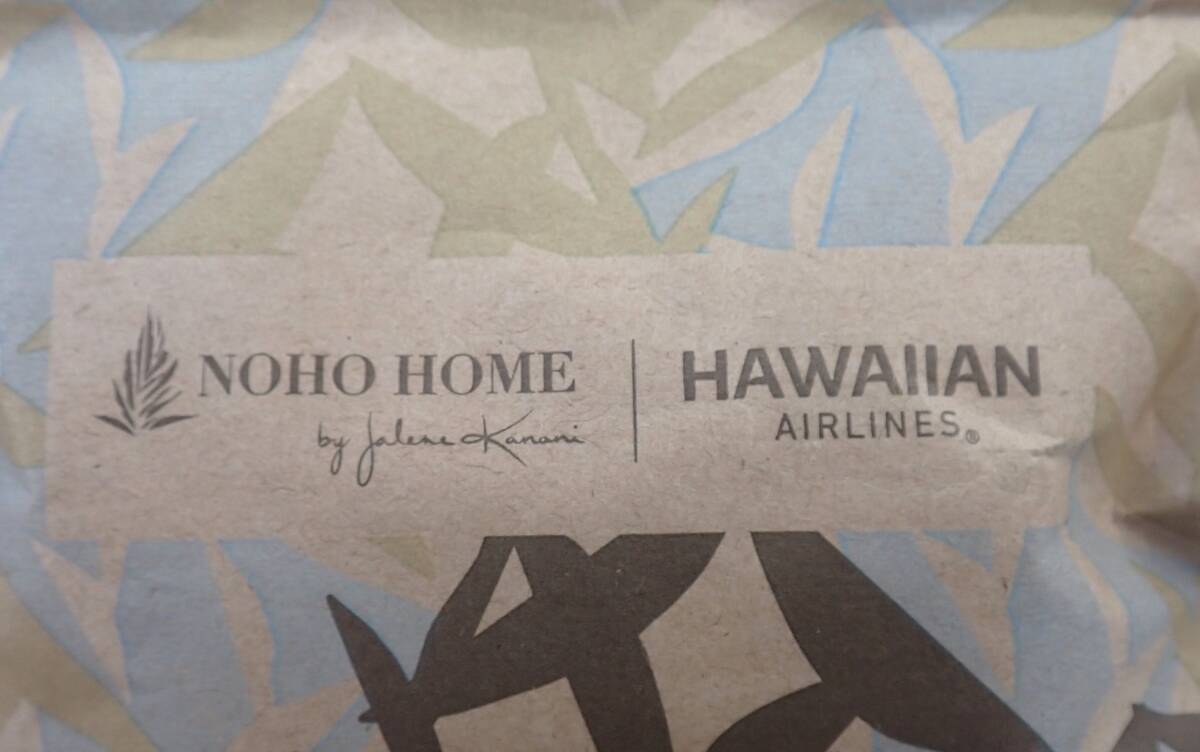 NOHO HOME
by Jalene Kanani
HAWAIIAN
AIRLINES®